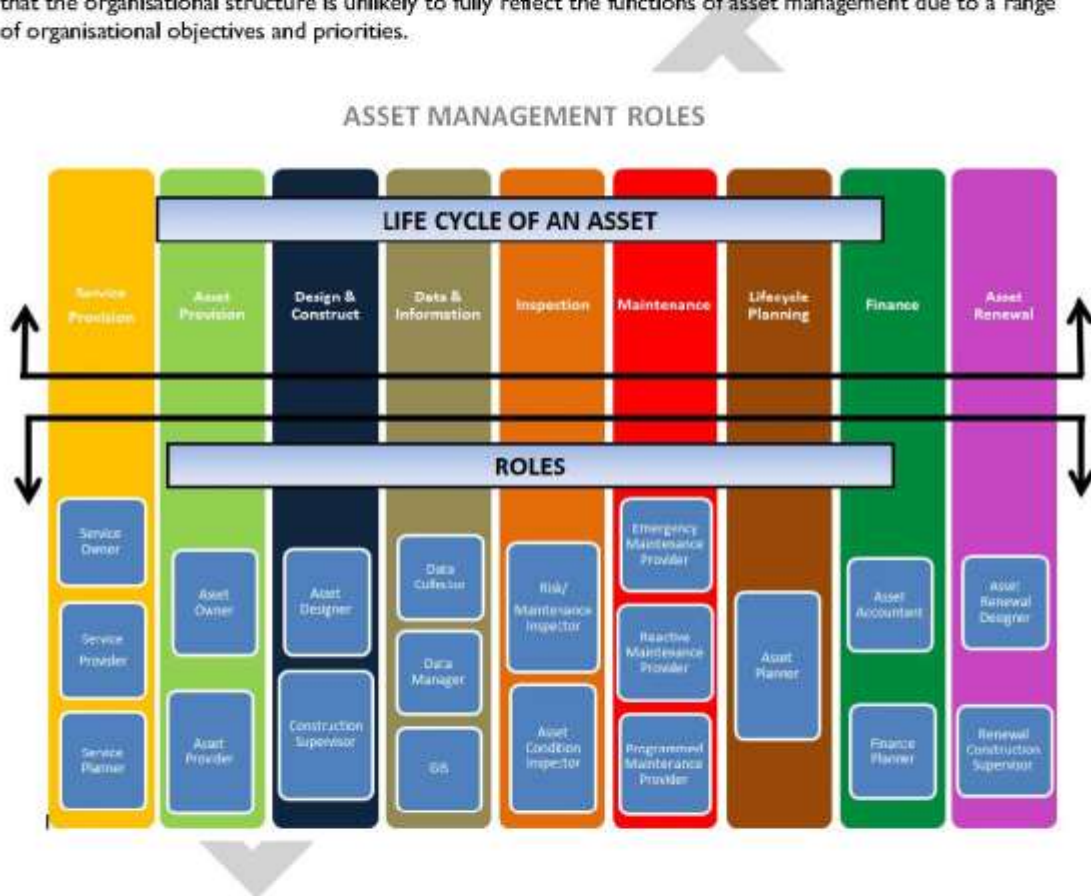 that the organisational structure is unlikely to fully reflect the functions of asset management due to a range
of organisational objectives and priorities.
ASSET MANAGEMENT ROLES
LIFE CYCLE OF AN ASSET
Service
Provision
Asset
Provision
Design &
Construct
Data &
Information
Inspection
Maintenance
Lifecycle
Planning
Finance
Asset
Renewal
ROLES
Service
Owner
Service
Provider
Service
Planner
Asset
Owner
Asset
Provider
Asset
Designer
Construction
Supervisor
Data
Collector
Data
Manager
GIS
Risk/
Maintenance
Inspector
Asset
Condition
Inspector
Emergency
Maintenance
Provider
Reactive
Maintenance
Provider
Programmed
Maintenance
Provider
Asset
Planner
Asset
Accountant
Finance
Planner
Asset
Renewal
Designer
Renewal
Construction
Supervisor